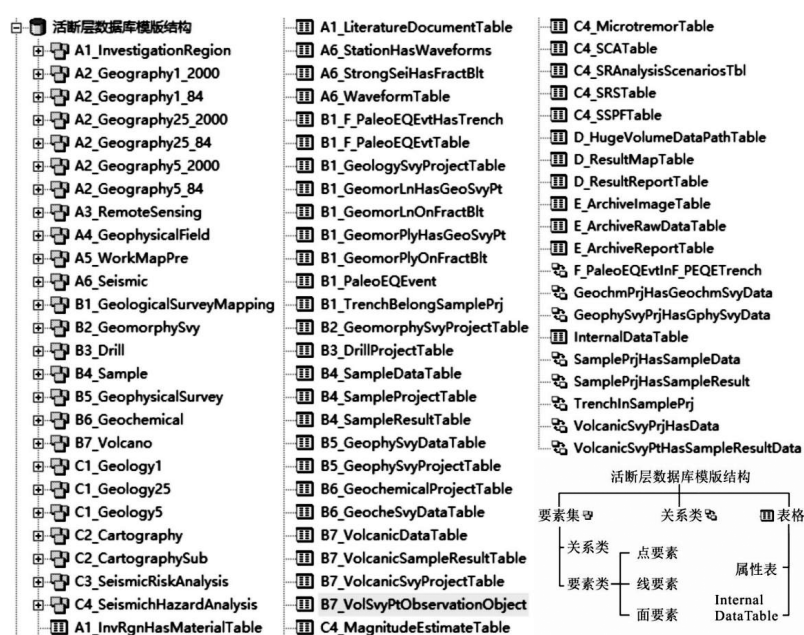 活断层数据库模版结构
A1_InvestigationRegion
A2_Geography1_2000
A2_Geography1_84
A2_Geography25_2000
A2_Geography25_84
A2_Geography5_2000
A2_Geography5_84
A3_RemoteSensing
A4_GeophysicalField
A5_WorkMapPre
A6_Seismic
B1_GeologicalSurveyMapping
B2_GeomorphySvy
B3_Drill
B4_Sample
B5_GeophysicalSurvey
B6_Geochemical
B7_Volcano
C1_Geology1
C1_Geology25
C1_Geology5
C2_Cartography
C2_CartographySub
C3_SeismicRiskAnalysis
C4_SeismichHazardAnalysis
A1_InvRgnHasMaterialTable
A1_LiteratureDocumentTable
A6_StationHasWaveforms
A6_StrongSeiHasFractBlt
A6_WaveformTable
B1_F_PaleoEQEvtHasTrench
B1_F_PaleoEQEvtTable
B1_GeologySvyProjectTable
B1_GeomorLnHasGeoSvyPt
B1_GeomorLnOnFractBlt
B1_GeomorPlyHasGeoSvyPt
B1_GeomorPlyOnFractBlt
B1_PaleoEQEvent
B1_TrenchBelongSamplePrj
B2_GeomorphySvyProjectTable
B3_DrillProjectTable
B4_SampleDataTable
B4_SampleProjectTable
B4_SampleResultTable
B5_GeophySvyDataTable
B5_GeophySvyProjectTable
B6_GeochemicalProjectTable
B6_GeocheSvyDataTable
B7_VolcanicDataTable
B7_VolcanicSampleResultTable
B7_VolcanicSvyProjectTable
B7_VolSvyPtObservationObject
C4_MagnitudeEstimateTable
C4_MicrotremorTable
C4_SCATable
C4_SRAnalysisScenariosTbl
C4_SRSTable
C4_SSPFTable
D_HugeVolumeDataPathTable
D_ResultMapTable
D_ResultReportTable
E_ArchiveImageTable
E_ArchiveRawDataTable
E_ArchiveReportTable
F_PaleoEQEvtInF_PEQETrench
GeochmPrjHasGeochmSvyData
GeophySvyPrjHasGphySvyData
InternalDataTable
SamplePrjHasSampleData
SamplePrjHasSampleResult
TrenchInSamplePrj
VolcanicSvyPrjHasData
VolcanicSvyPtHasSampleResultData
活断层数据库模版结构
要素集 关系类 表格
关系类
要素类
点要素
线要素
面要素
属性表
Internal
DataTable